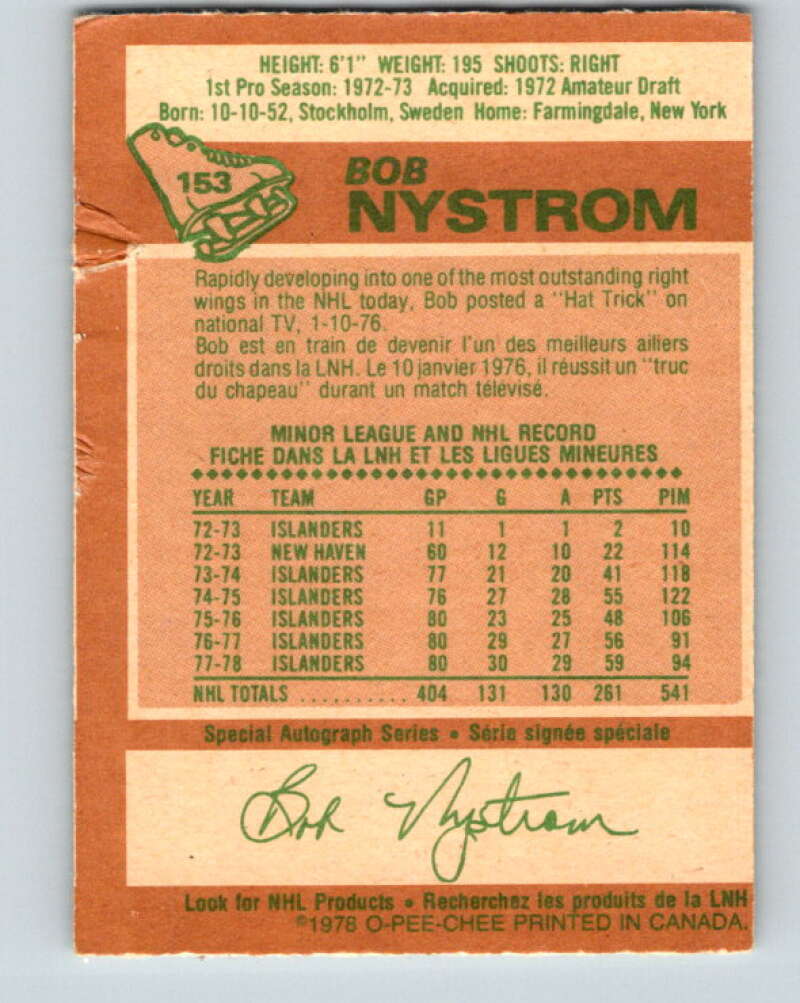 HEIGHT: 6'1" WEIGHT: 195 SHOOTS: RIGHT
1st Pro Season: 1972-73 Acquired: 1972 Amateur Draft
Born: 10-10-52, Stockholm, Sweden Home: Farmingdale, New York
153
BOB
NYSTROM
Rapidly developing into one of the most outstanding right
wings in the NHL today, Bob posted a "Hat Trick" on
national TV, 1-10-76.
Bob est en train de devenir l'un des meilleurs ailiers
droits dans la LNH. Le 10 janvier 1976, il réussit un "truc
du chapeau" durant un match télévisé.
MINOR LEAGUE AND NHL RECORD
FICHE DANS LA LNH ET LES LIGUES MINEURES
YEAR TEAM GP G A PTS PIM
72-73 ISLANDERS 11 1 1 2 10
72-73 NEW HAVEN 60 12 10 22 114
73-74 ISLANDERS 77 21 20 41 118
74-75 ISLANDERS 76 27 28 55 122
75-76 ISLANDERS 80 23 25 48 106
76-77 ISLANDERS 80 29 27 56 91
77-78 ISLANDERS 80 30 29 59 94
NHL TOTALS .......... 404 131 130 261 541
Special Autograph Series • Série signée spéciale
Bob Nystrom
Look for NHL Products • Recherchez les produits de la LNH
©1978 O-PEE-CHEE PRINTED IN CANADA.